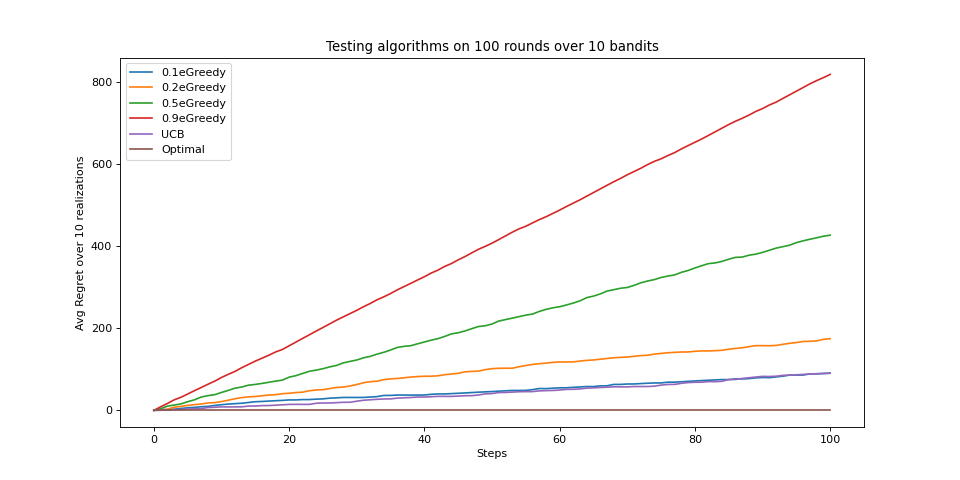 Testing algorithms on 100 rounds over 10 bandits
Avg Regret over 10 realizations
800
600
400
200
0
0.1eGreedy
0.2eGreedy
0.5eGreedy
0.9eGreedy
UCB
Optimal
0 20 40 60 80 100
Steps